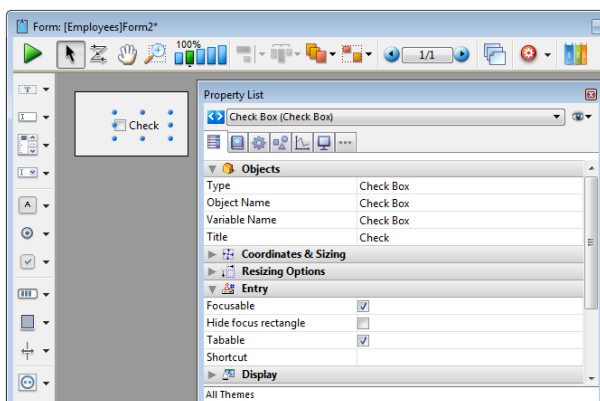 Form: [Employees]Form2*
100%
1/1
Property List
Check Box (Check Box)
Check
Objects
Type Check Box
Object Name Check Box
Variable Name Check Box
Title Check
Coordinates & Sizing
Resizing Options
Entry
Focusable
Hide focus rectangle
Tabable
Shortcut
Display
All Themes